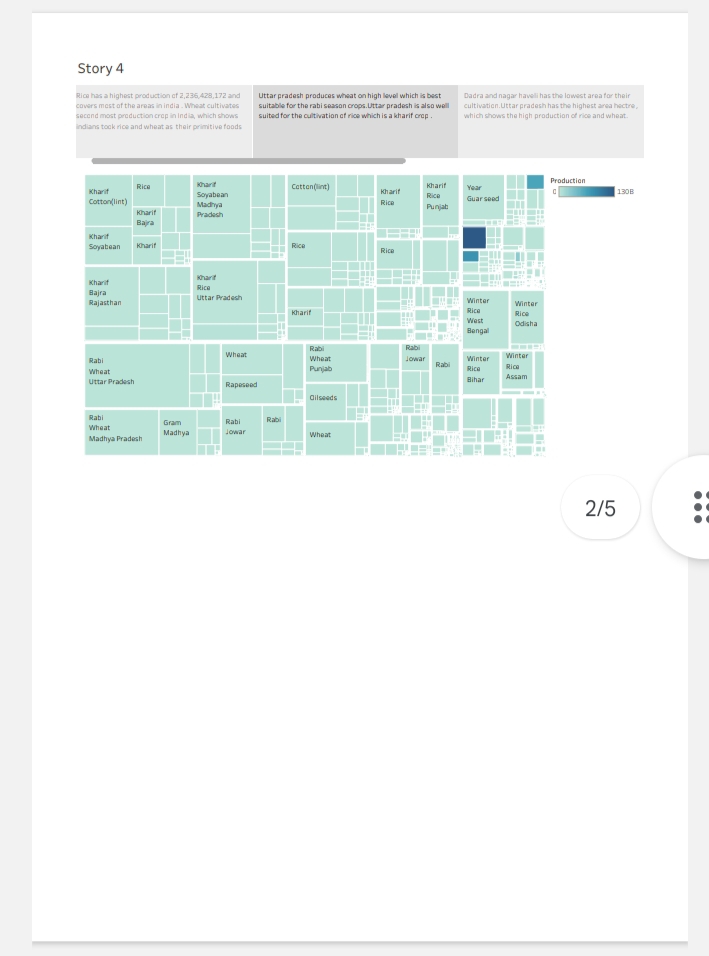 Story 4
Rice has a highest production of 2,236,428,172 and
covers most of the areas in india . Wheat cultivates
second most production crop in India, which shows
Indians took rice and wheat as their primitive foods
Uttar pradesh produces wheat on high level which is best
suitable for the rabi season crops.Uttar pradesh is also well
suited for the cultivation of rice which is a kharif crop .
Dadra and nagar haveli has the lowest area for their
cultivation Uttar pradesh has the highest area hectre ,
which shows the high production of rice and wheat.
Kharif
Cotton(lint)
Rice
Kharif
Bajra
Kharif
Soyabean
Kharif
Kharif
Soyabean
Madhya
Pradesh
Cotton(lint)
Kharif
Rice
Kharif
Rice
Punjab
Year
Guar seed
Production
0
130B
Rice
Rice
Kharif
Bajra
Rajasthan
Kharif
Rice
Uttar Pradesh
Kharif
Winter
Rice
West
Bengal
Winter
Rice
Odisha
Rabi
Wheat
Uttar Pradesh
Wheat
Rapeseed
Rabi
Wheat
Punjab
Oilseeds
Rabi
Jowar
Rabi
Winter
Rice
Bihar
Winter
Rice
Assam
Rabi
Wheat
Madhya Pradesh
Gram
Madhya
Rabi
Jowar
Rabi
Wheat
2/5